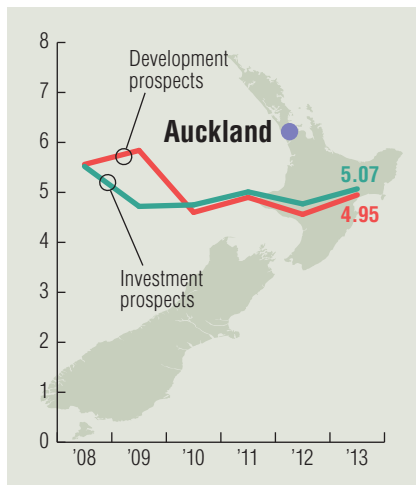 8
Development
prospects
7
Auckland
6
5.07
5
4.95
4
Investment
prospects
3
2
1
0
’08 ’09 ’10 ’11 ’12 ’13